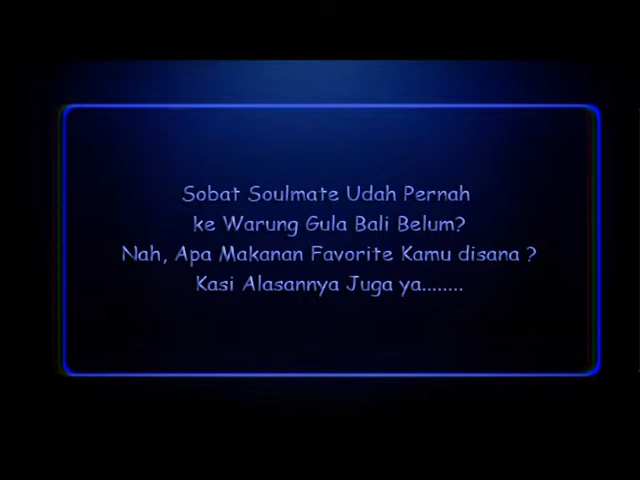 Sobat Soulmate Udah Pernah
ke Warung Gula Bali Belum?
Nah, Apa Makanan Favorite Kamu disana ?
Kasi Alasannya Juga ya........